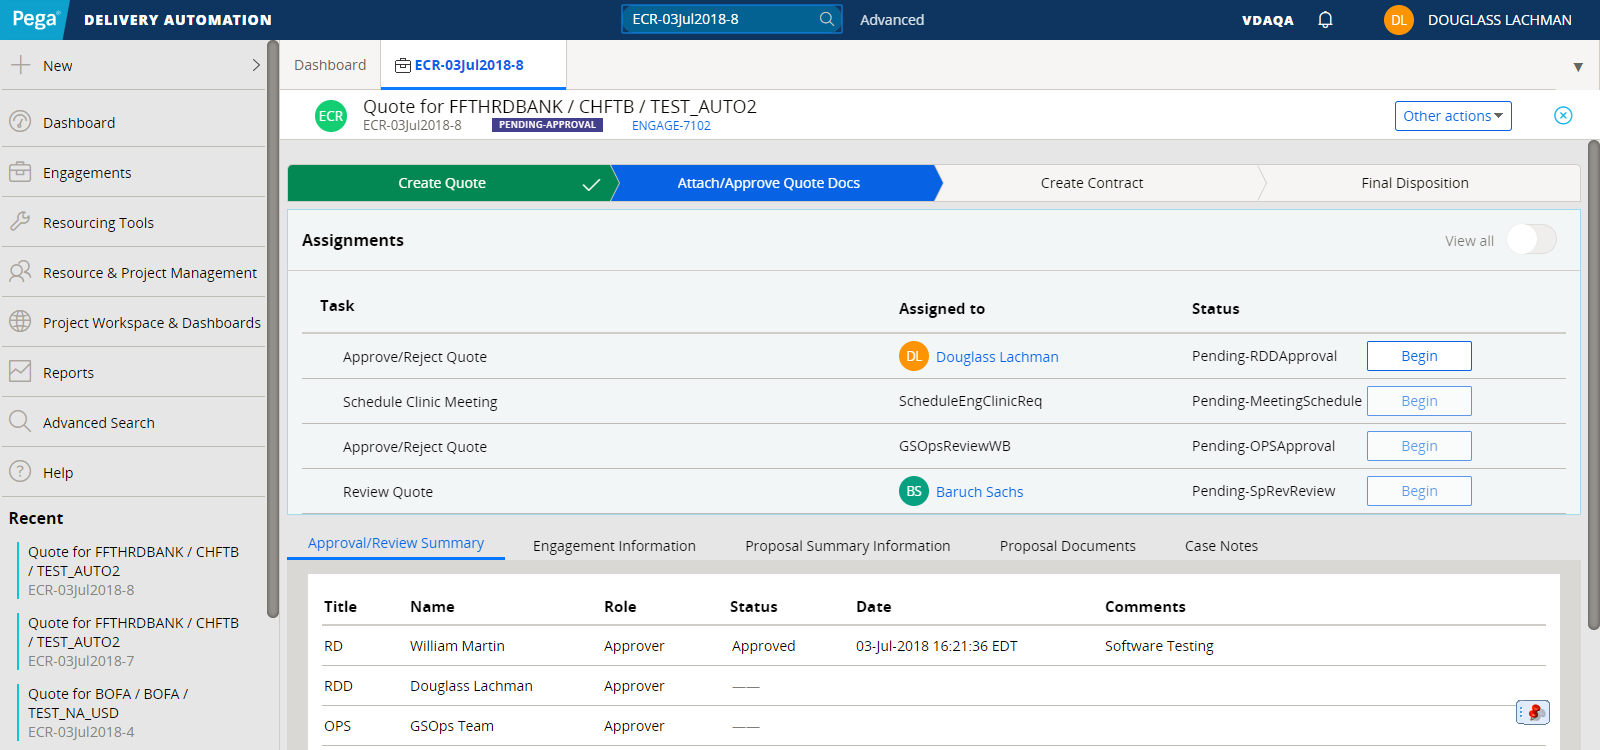 Pega® DELIVERY AUTOMATION ECR-03Jul2018-8 Advanced VDAQA DL DOUGLASS LACHMAN
New
Dashboard
Engagements
Resourcing Tools
Resource & Project Management
Project Workspace & Dashboards
Reports
Advanced Search
Help
Recent
Quote for FFTHRDBANK / CHFTB
/ TEST_AUTO2
ECR-03Jul2018-8
Quote for FFTHRDBANK / CHFTB
/ TEST_AUTO2
ECR-03Jul2018-7
Quote for BOFA / BOFA /
TEST_NA_USD
ECR-03Jul2018-4
Dashboard ECR-03Jul2018-8
ECR Quote for FFTHRDBANK / CHFTB / TEST_AUTO2
ECR-03Jul2018-8 PENDING-APPROVAL ENGAGE-7102
Other actions
Create Quote Attach/Approve Quote Docs Create Contract Final Disposition
Assignments View all
Task Assigned to Status
Approve/Reject Quote DL Douglass Lachman Pending-RDDApproval Begin
Schedule Clinic Meeting ScheduleEngClinicReq Pending-MeetingSchedule Begin
Approve/Reject Quote GSOpsReviewWB Pending-OPSApproval Begin
Review Quote BS Baruch Sachs Pending-SpRevReview Begin
Approval/Review Summary Engagement Information Proposal Summary Information Proposal Documents Case Notes
Title Name Role Status Date Comments
RD William Martin Approver Approved 03-Jul-2018 16:21:36 EDT Software Testing
RDD Douglass Lachman Approver ——
OPS GSOps Team Approver ——